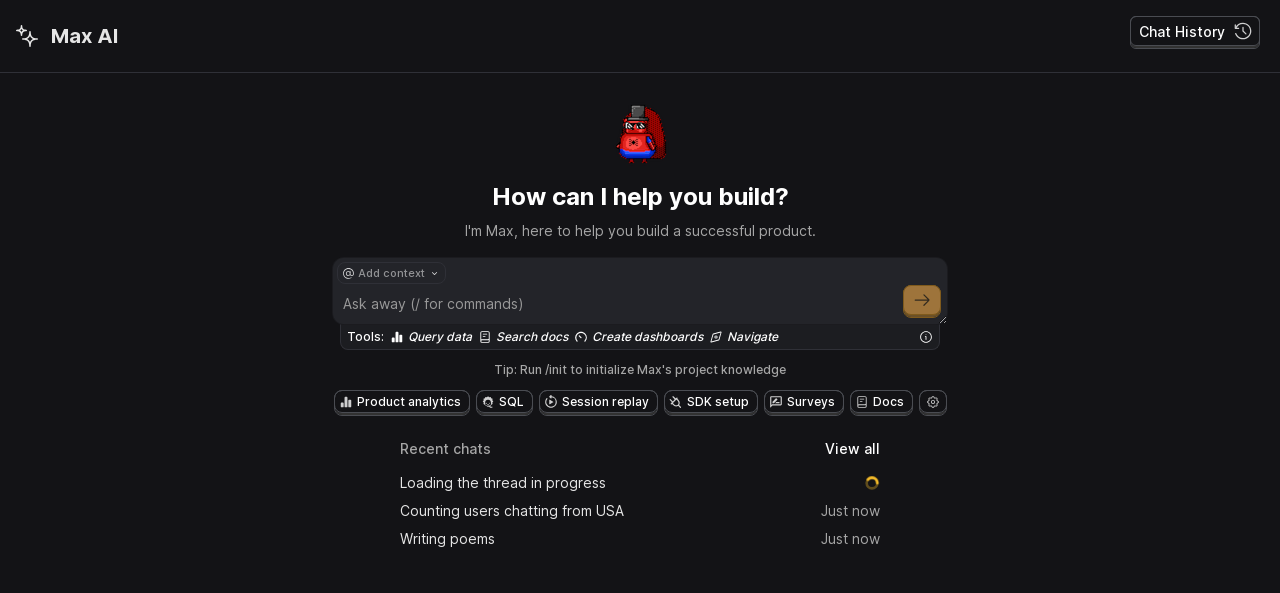 Max AI
Chat History
How can I help you build?
I'm Max, here to help you build a successful product.
Add context
Ask away (/ for commands)
Tools: Query data Search docs Create dashboards Navigate
Tip: Run /init to initialize Max's project knowledge
Product analytics SQL Session replay SDK setup Surveys Docs
Recent chats View all
Loading the thread in progress
Counting users chatting from USA Just now
Writing poems Just now